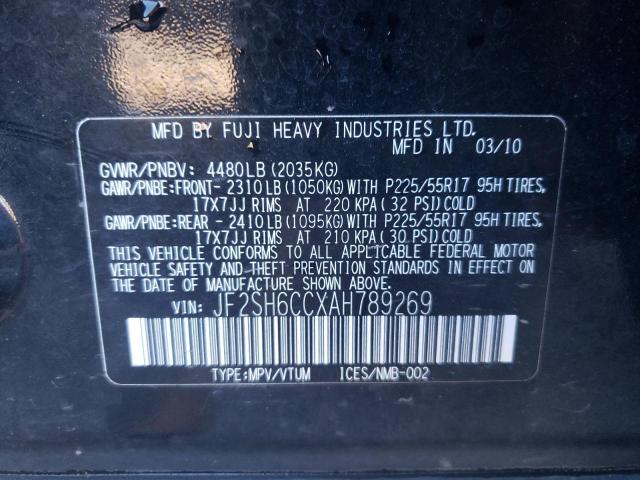 MFD BY FUJI HEAVY INDUSTRIES LTD.
MFD IN 03/10
GVWR/PNBV: 4480LB (2035KG)
GAWR/PNBE:FRONT- 2310LB (1050KG) WITH P225/55R17 95H TIRES,
17X7JJ RIMS AT 220 KPA ( 32 PSI) COLD
GAWR/PNBE:REAR - 2410LB (1095KG) WITH P225/55R17 95H TIRES,
17X7JJ RIMS AT 210 KPA ( 30 PSI) COLD
THIS VEHICLE CONFORMS TO ALL APPLICABLE FEDERAL MOTOR
VEHICLE SAFETY AND THEFT PREVENTION STANDARDS IN EFFECT
ON THE DATE OF MANUFACTURE SHOWN ABOVE.
VIN: JF2SH6CCXAH789269
TYPE:MPV/VTUM ICES/NMB-002